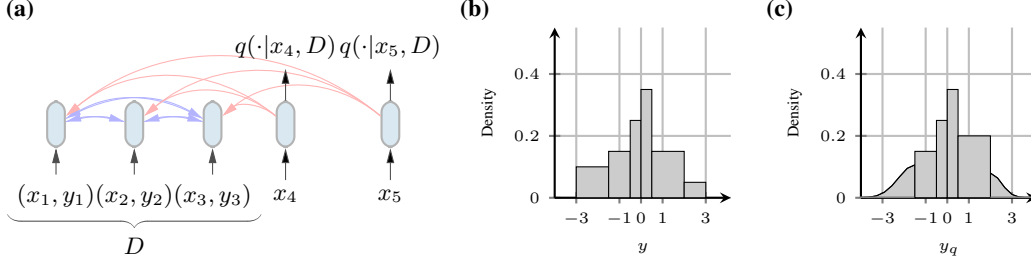 (a)
q(·|x₄, D) q(·|x₅, D)
(x₁, y₁)(x₂, y₂)(x₃, y₃) x₄ x₅
D
(b)
Density
0.4
0.2
0
−3 −1 0 1 3
y
(c)
Density
0.4
0.2
0
−3 −1 0 1 3
y_q